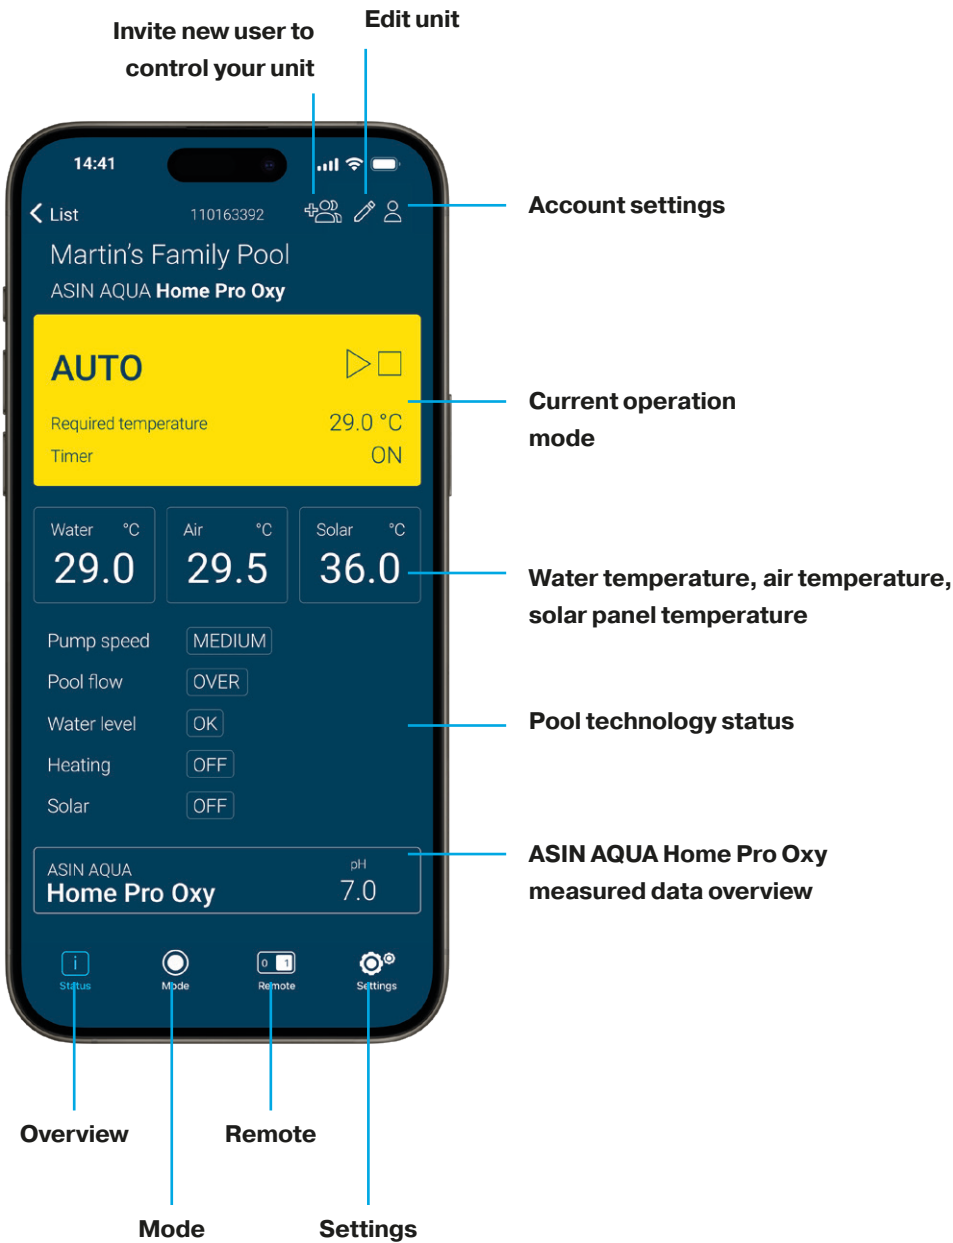 Edit unit
Invite new user to
control your unit
14:41
List 110163392
Account settings
Martin's Family Pool
ASIN AQUA Home Pro Oxy
AUTO
Required temperature 29.0 °C
Timer ON
Current operation
mode
Water °C Air °C Solar °C
29.0 29.5 36.0
Water temperature, air temperature,
solar panel temperature
Pump speed MEDIUM
Pool flow OVER
Water level OK
Heating OFF
Solar OFF
Pool technology status
ASIN AQUA pH
Home Pro Oxy 7.0
ASIN AQUA Home Pro Oxy
measured data overview
i 0 1
Status Mode Remote Settings
Overview Remote
Mode Settings